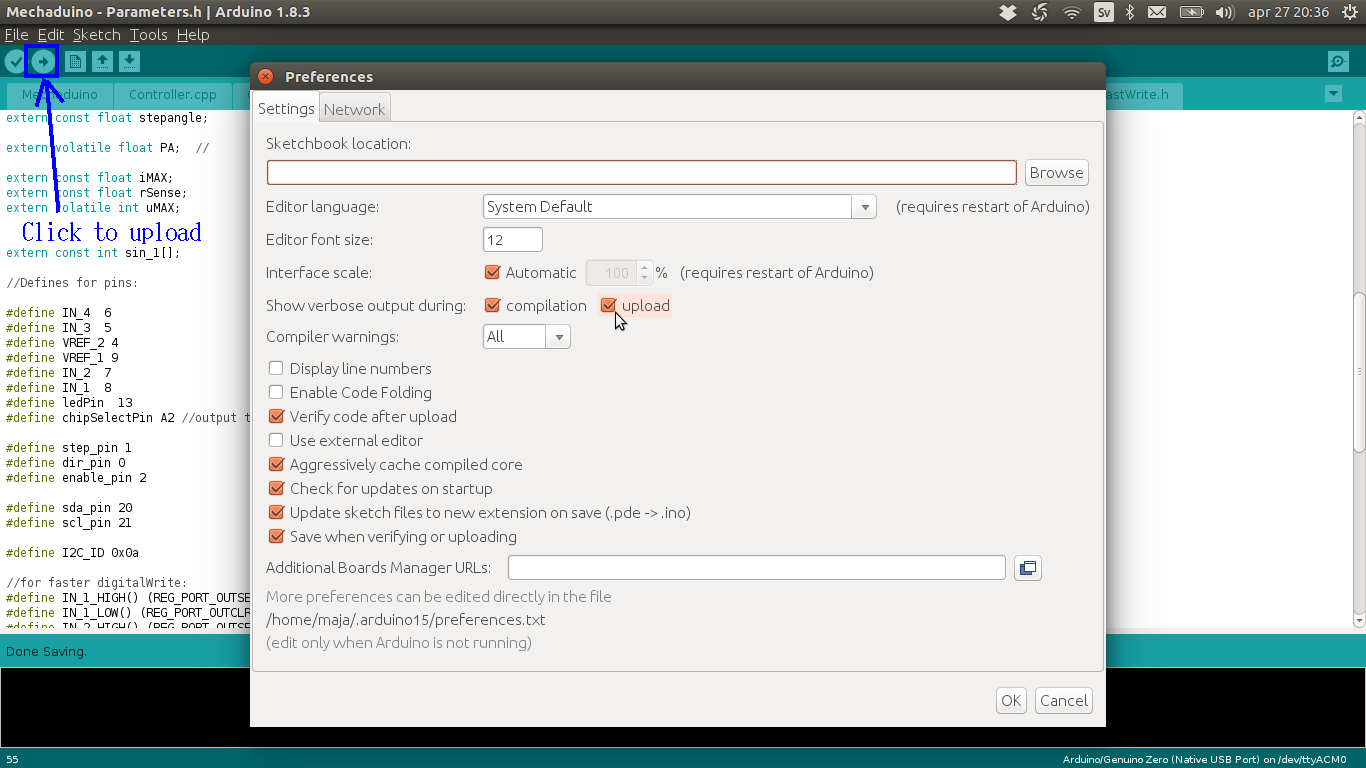 Mechaduino - Parameters.h | Arduino 1.8.3
Sv
apr 27 20:36
File Edit Sketch Tools Help
Controller.cpp
astWrite.h
Preferences
Settings Network
Sketchbook location:
Browse
Editor language: System Default (requires restart of Arduino)
Editor font size: 12
Interface scale: Automatic 100 % (requires restart of Arduino)
Show verbose output during: compilation upload
Compiler warnings: All
Display line numbers
Enable Code Folding
Verify code after upload
Use external editor
Aggressively cache compiled core
Check for updates on startup
Update sketch files to new extension on save (.pde -> .ino)
Save when verifying or uploading
Additional Boards Manager URLs:
More preferences can be edited directly in the file
/home/maja/.arduino15/preferences.txt
(edit only when Arduino is not running)
OK Cancel
extern const float stepangle;
extern volatile float PA;  //
extern const float iMAX;
extern const float rSense;
extern volatile int uMAX;
Click to upload
extern const int sin_1[];
//Defines for pins:
#define IN_4  6
#define IN_3  5
#define VREF_2 4
#define VREF_1 9
#define IN_2  7
#define IN_1  8
#define ledPin  13
#define chipSelectPin A2 //output t
#define step_pin 1
#define dir_pin 0
#define enable_pin 2
#define sda_pin 20
#define scl_pin 21
#define I2C_ID 0x0a
//for faster digitalWrite:
#define IN_1_HIGH() (REG_PORT_OUTSE
#define IN_1_LOW() (REG_PORT_OUTCLR
#define IN_2_HIGH() (REG_PORT_OUTSE
Done Saving.
55
Arduino/Genuino Zero (Native USB Port) on /dev/ttyACM0